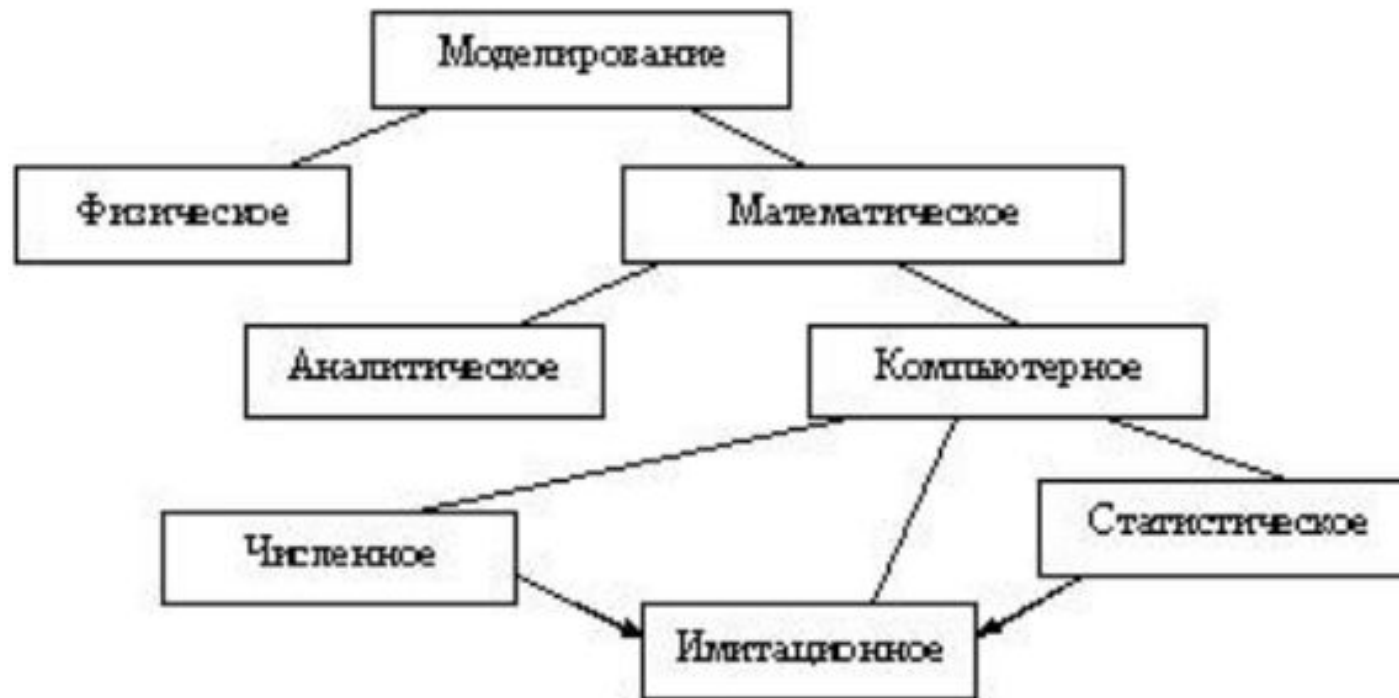 Моделирование
Физическое
Математическое
Аналитическое
Компьютерное
Численное
Статистическое
Имитационное